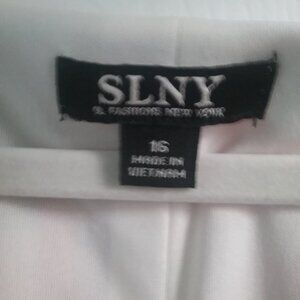 SLNY
SL FASHIONS NEW YORK
16
MADE IN
VIETNAM